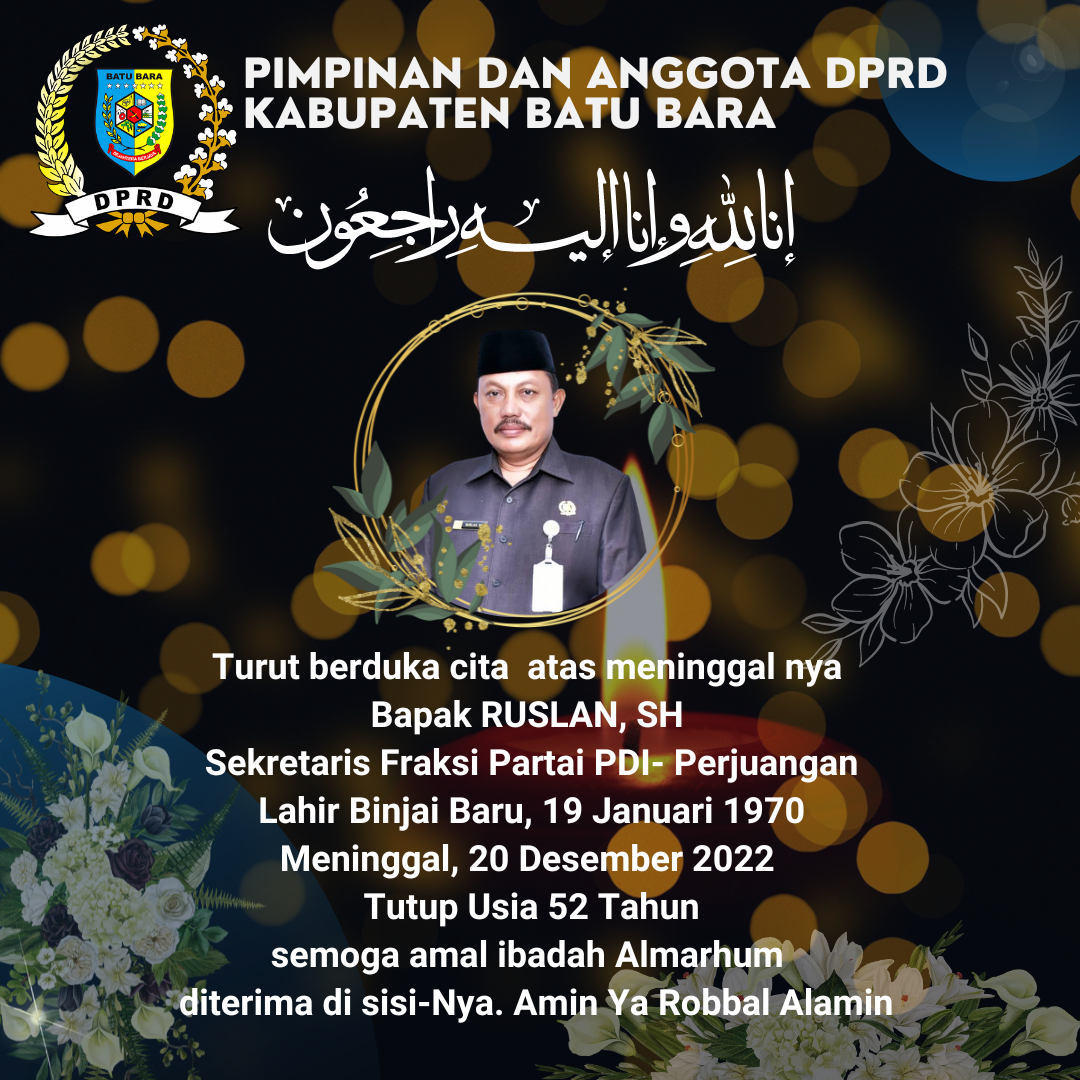 BATU BARA
DPRD
PIMPINAN DAN ANGGOTA DPRD
KABUPATEN BATU BARA
إنا لله وإنا إليه راجعون
Turut berduka cita atas meninggal nya
Bapak RUSLAN, SH
Sekretaris Fraksi Partai PDI- Perjuangan
Lahir Binjai Baru, 19 Januari 1970
Meninggal, 20 Desember 2022
Tutup Usia 52 Tahun
semoga amal ibadah Almarhum
diterima di sisi-Nya. Amin Ya Robbal Alamin